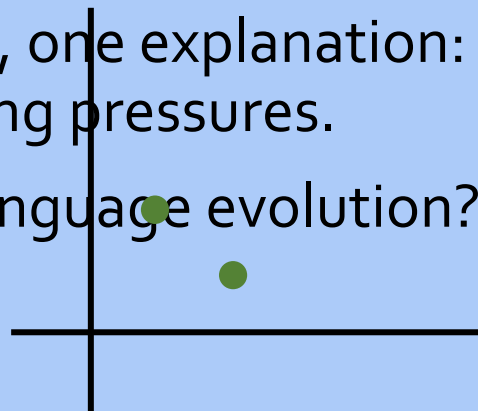 , one explanation:
ng pressures.
nguage evolution?